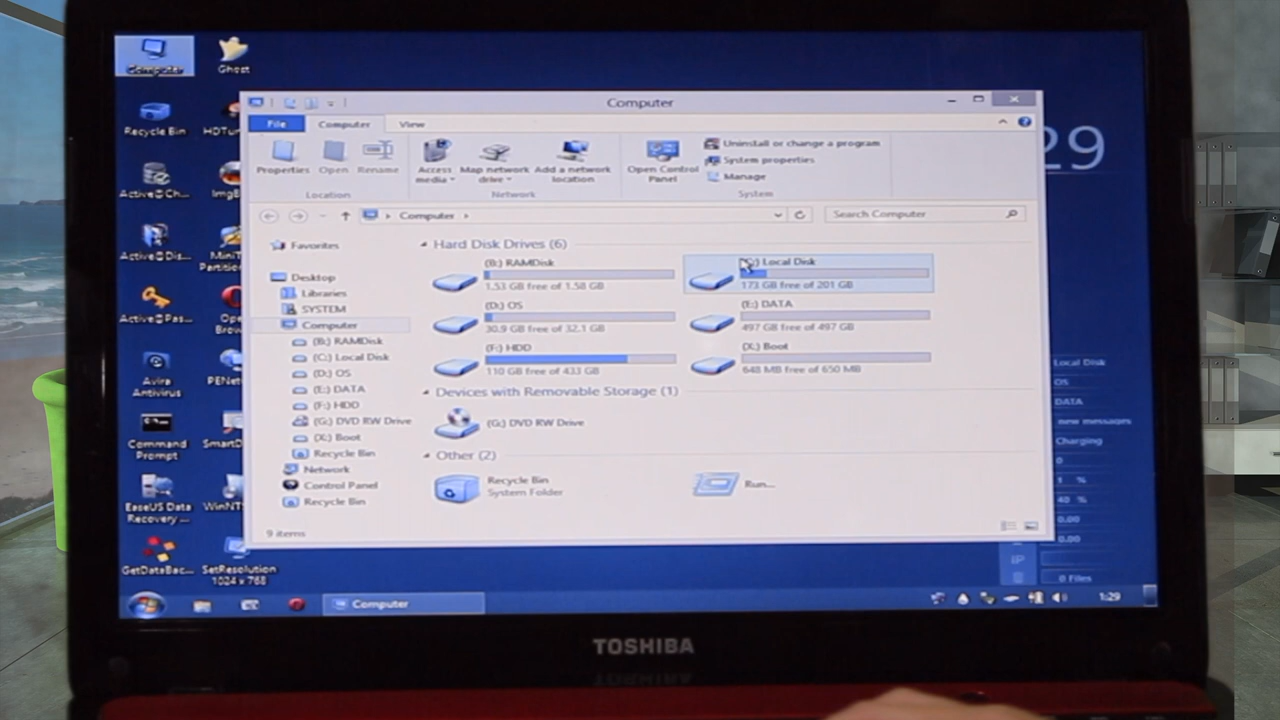 Computer
Ghost
Recycle Bin
HDTun
Active@Ch...
ImgB
Active@Dis...
MiniT
Partition
Active@Pas...
Ope
Brow
Avira
Antivirus
PENet
Command
Prompt
SmartD
EaseUS Data
Recovery ...
WinNT
GetDataBac...
SetResolution
1024 x 768
Computer
File
Computer
View
Properties
Open
Rename
Location
Access
media
Map network
drive
Add a network
location
Network
Open Control
Panel
Uninstall or change a program
System properties
Manage
System
Computer
Search Computer
Favorites
Desktop
Libraries
SYSTEM
Computer
(B:) RAMDisk
(C:) Local Disk
(D:) OS
(E:) DATA
(F:) HDD
(G:) DVD RW Drive
(X:) Boot
Recycle Bin
Network
Control Panel
Recycle Bin
Hard Disk Drives (6)
(B:) RAMDisk
1.53 GB free of 1.58 GB
(C:) Local Disk
173 GB free of 201 GB
(D:) OS
30.9 GB free of 32.1 GB
(E:) DATA
497 GB free of 497 GB
(F:) HDD
110 GB free of 433 GB
(X:) Boot
648 MB free of 650 MB
Devices with Removable Storage (1)
(G:) DVD RW Drive
Other (2)
Recycle Bin
System Folder
Run...
9 items
29
Local Disk
OS
DATA
new messages
Charging
0
%
40 %
0.00
0.00
IP
0 Files
Computer
1:29
TOSHIBA